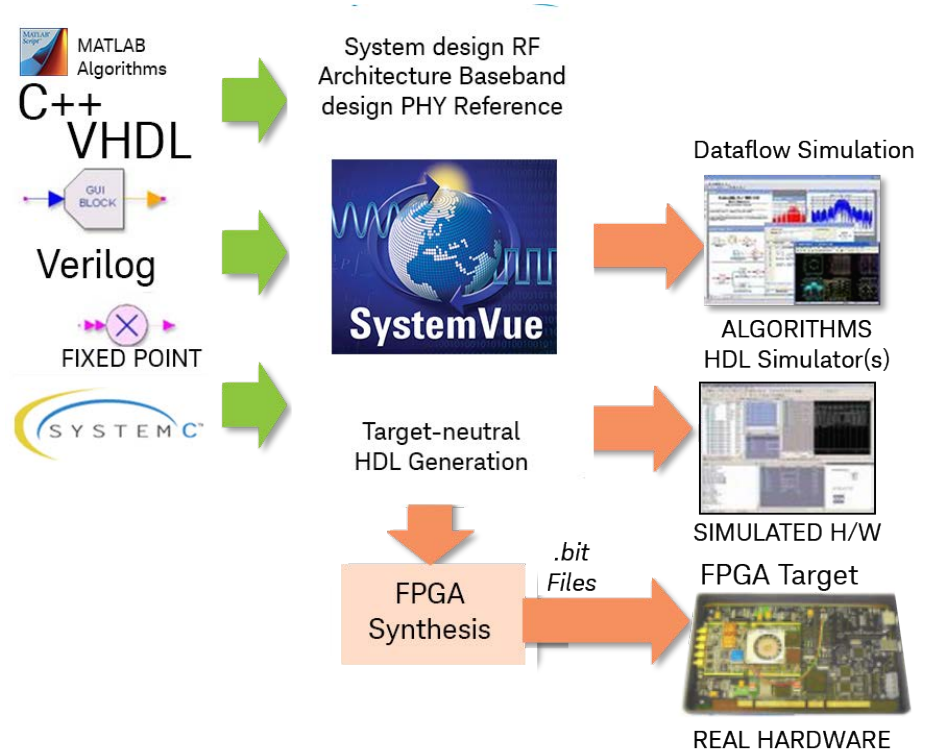 MATLAB
Algorithms
C++
VHDL
GUI
BLOCK
Verilog
FIXED POINT
SYSTEM C™
System design RF
Architecture Baseband
design PHY Reference
SystemVue
Target-neutral
HDL Generation
FPGA
Synthesis
.bit
Files
Dataflow Simulation
ALGORITHMS
HDL Simulator(s)
SIMULATED H/W
FPGA Target
REAL HARDWARE